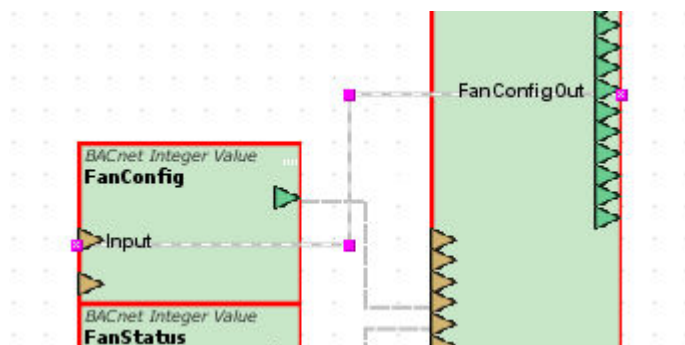 FanConfigOut
BACnet Integer Value
FanConfig
Input
BACnet Integer Value
FanStatus